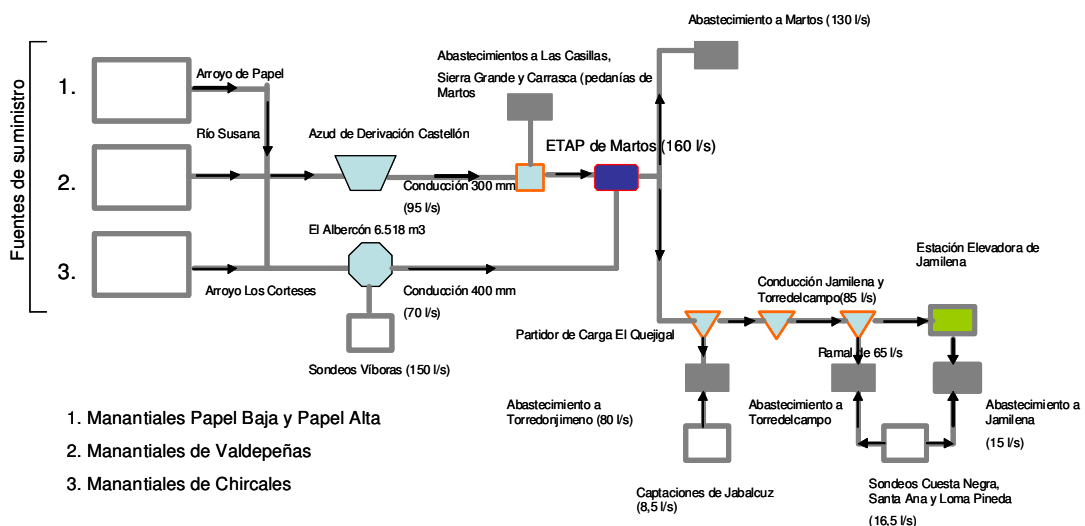 Abastecimiento a Martos (130 l/s)
Fuentes de suministro
1.
Arroyo de Papel
Abastecimientos a Las Casillas,
Sierra Grande y Carrasca (pedanías de
Martos
Río Susana
Azud de Derivación Castellón
ETAP de Martos (160 l/s)
2.
Conducción 300 mm
(95 l/s)
El Albercón 6.518 m3
3.
Arroyo Los Corteses
Conducción 400 mm
(70 l/s)
Estación Elevadora de
Jamilena
Conducción Jamilena y
Torredelcampo(85 l/s)
Partidor de Carga El Quejigal
Ramal de 65 l/s
Sondeos Víboras (150 l/s)
Abastecimiento a
Torredonjimeno (80 l/s)
Abastecimiento a
Torredelcampo
Abastecimiento a
Jamilena
(15 l/s)
1. Manantiales Papel Baja y Papel Alta
2. Manantiales de Valdepeñas
3. Manantiales de Chircales
Captaciones de Jabalcuz
(8,5 l/s)
Sondeos Cuesta Negra,
Santa Ana y Loma Pineda
(16,5 l/s)